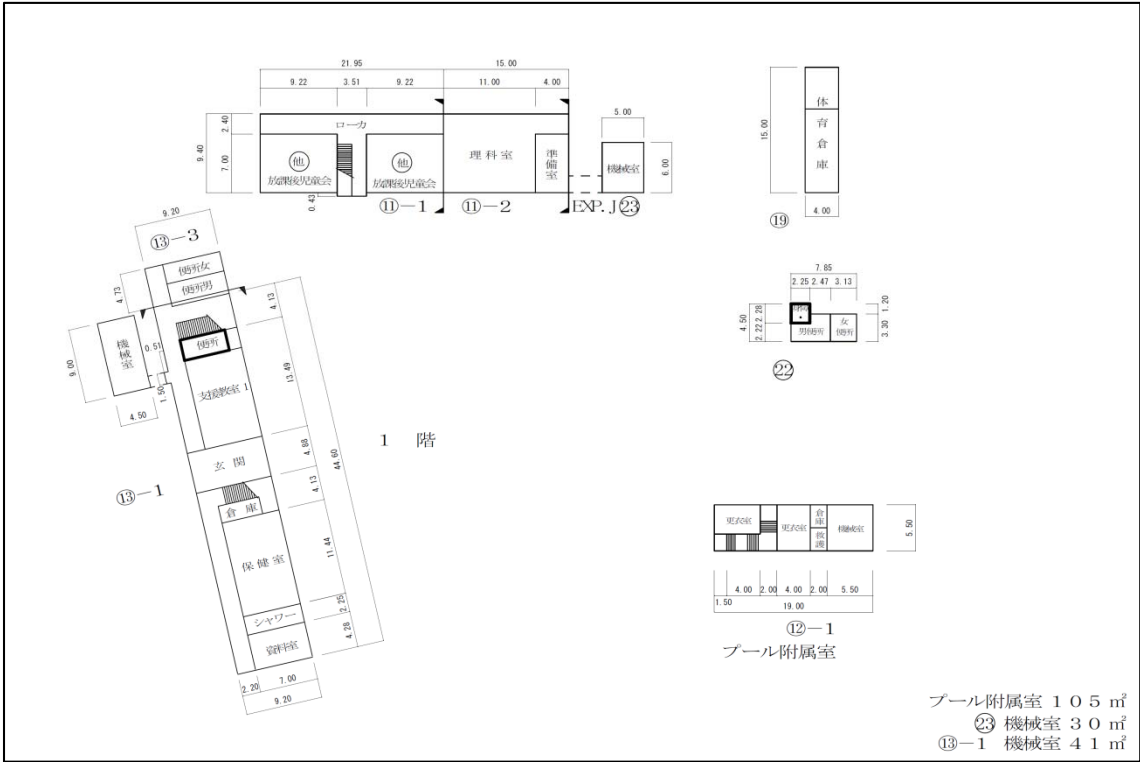 21.95 15.00
9.22 3.51 9.22 11.00 4.00
5.00
2.40
9.40
7.00
ローカ
他
放課後児童会
他
放課後児童会
理科室
準備室
機械室
6.00
0.43
⑪−1
⑪−2
EXP.J
㉓
15.00
体育倉庫
4.00
⑲
9.20
⑬−3
便所女
便所男
4.73
4.13
機械室
9.00
4.50
0.51
1.50
便所
支援教室1
13.49
玄関
4.88
44.60
1 階
⑬−1
4.13
倉庫
保健室
11.44
シャワー
2.25
資料室
4.28
2.20 7.00
9.20
7.85
2.25 2.47 3.13
4.50
2.28
2.22
1.20
3.30
男便所
女便所
㉒
更衣室
更衣室
倉庫
救護
機械室
5.50
4.00 2.00 4.00 2.00 5.50
1.50
19.00
⑫−1
プール附属室
プール附属室 105㎡
㉓ 機械室 30㎡
⑬−1 機械室 41㎡